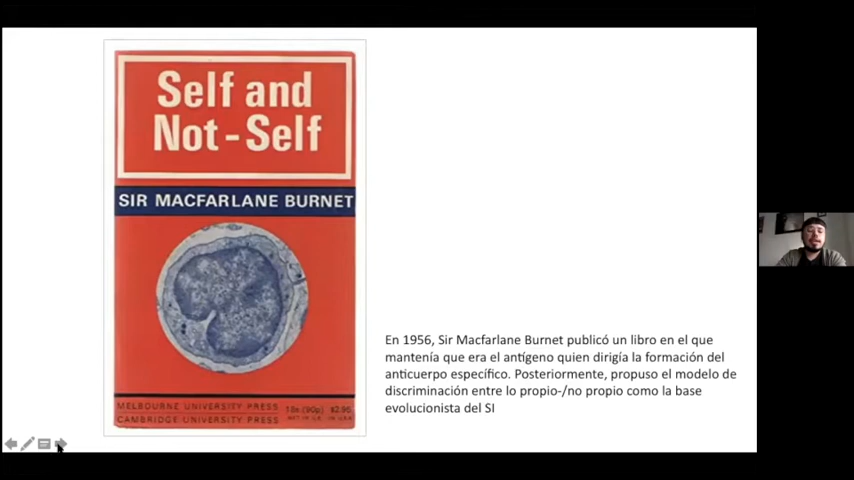 Self and
Not-Self
SIR MACFARLANE BURNET
MELBOURNE UNIVERSITY PRESS
CAMBRIDGE UNIVERSITY PRESS
$2.95
En 1956, Sir Macfarlane Burnet publicó un libro en el que
mantenía que era el antígeno quien dirigía la formación del
anticuerpo específico. Posteriormente, propuso el modelo de
discriminación entre lo propio-/no propio como la base
evolucionista del SI